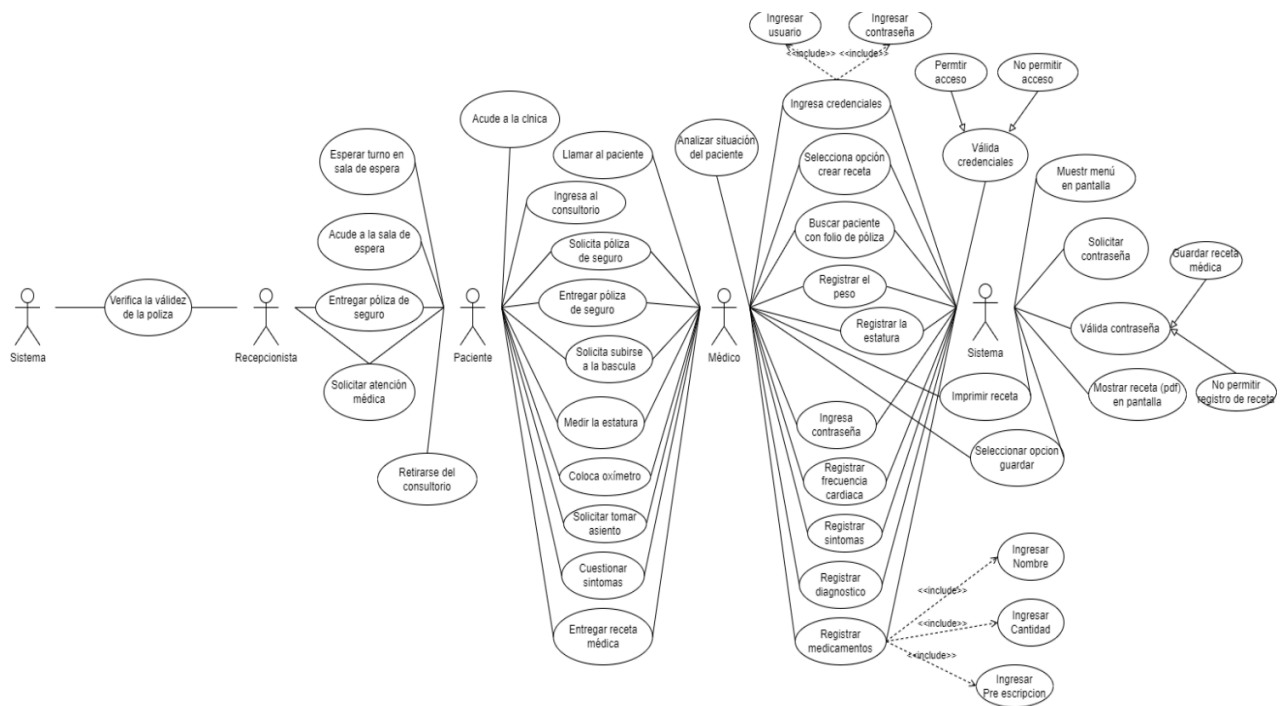 Ingresar
usuario
Ingresar
contraseña
<<include>>
<<include>>
Permtir
acceso
No permitir
acceso
Ingresa credenciales
Válida
credenciales
Acude a la clnica
Llamar al paciente
Analizar situación
del paciente
Esperar turno en
sala de espera
Selecciona opción
crear receta
Muestr menú
en pantalla
Ingresa al
consultorio
Buscar paciente
con folio de pòliza
Acude a la sala de
espera
Solicita pòliza
de seguro
Solicitar
contraseña
Guardar receta
médica
Verifica la válidez
de la poliza
Entregar póliza de
seguro
Entregar póliza
de seguro
Registrar el
peso
Registrar la
estatura
Válida contraseña
Sistema
Recepcionista
Paciente
Médico
Sistema
Solicita subirse
a la bascula
Solicitar atención
médica
Imprimir receta
Mostrar receta (pdf)
en pantalla
No permitir
registro de receta
Medir la estatura
Ingresa
contraseña
Seleccionar opcion
guardar
Retirarse del
consultorio
Coloca oxímetro
Registrar
frecuencia
cardiaca
Solicitar tomar
asiento
Registrar
sintomas
Cuestionar
sintomas
Registrar
diagnostico
Ingresar
Nombre
<<include>>
Entregar receta
médica
Registrar
medicamentos
<<include>>
Ingresar
Cantidad
<<include>>
Ingresar
Pre escripcion